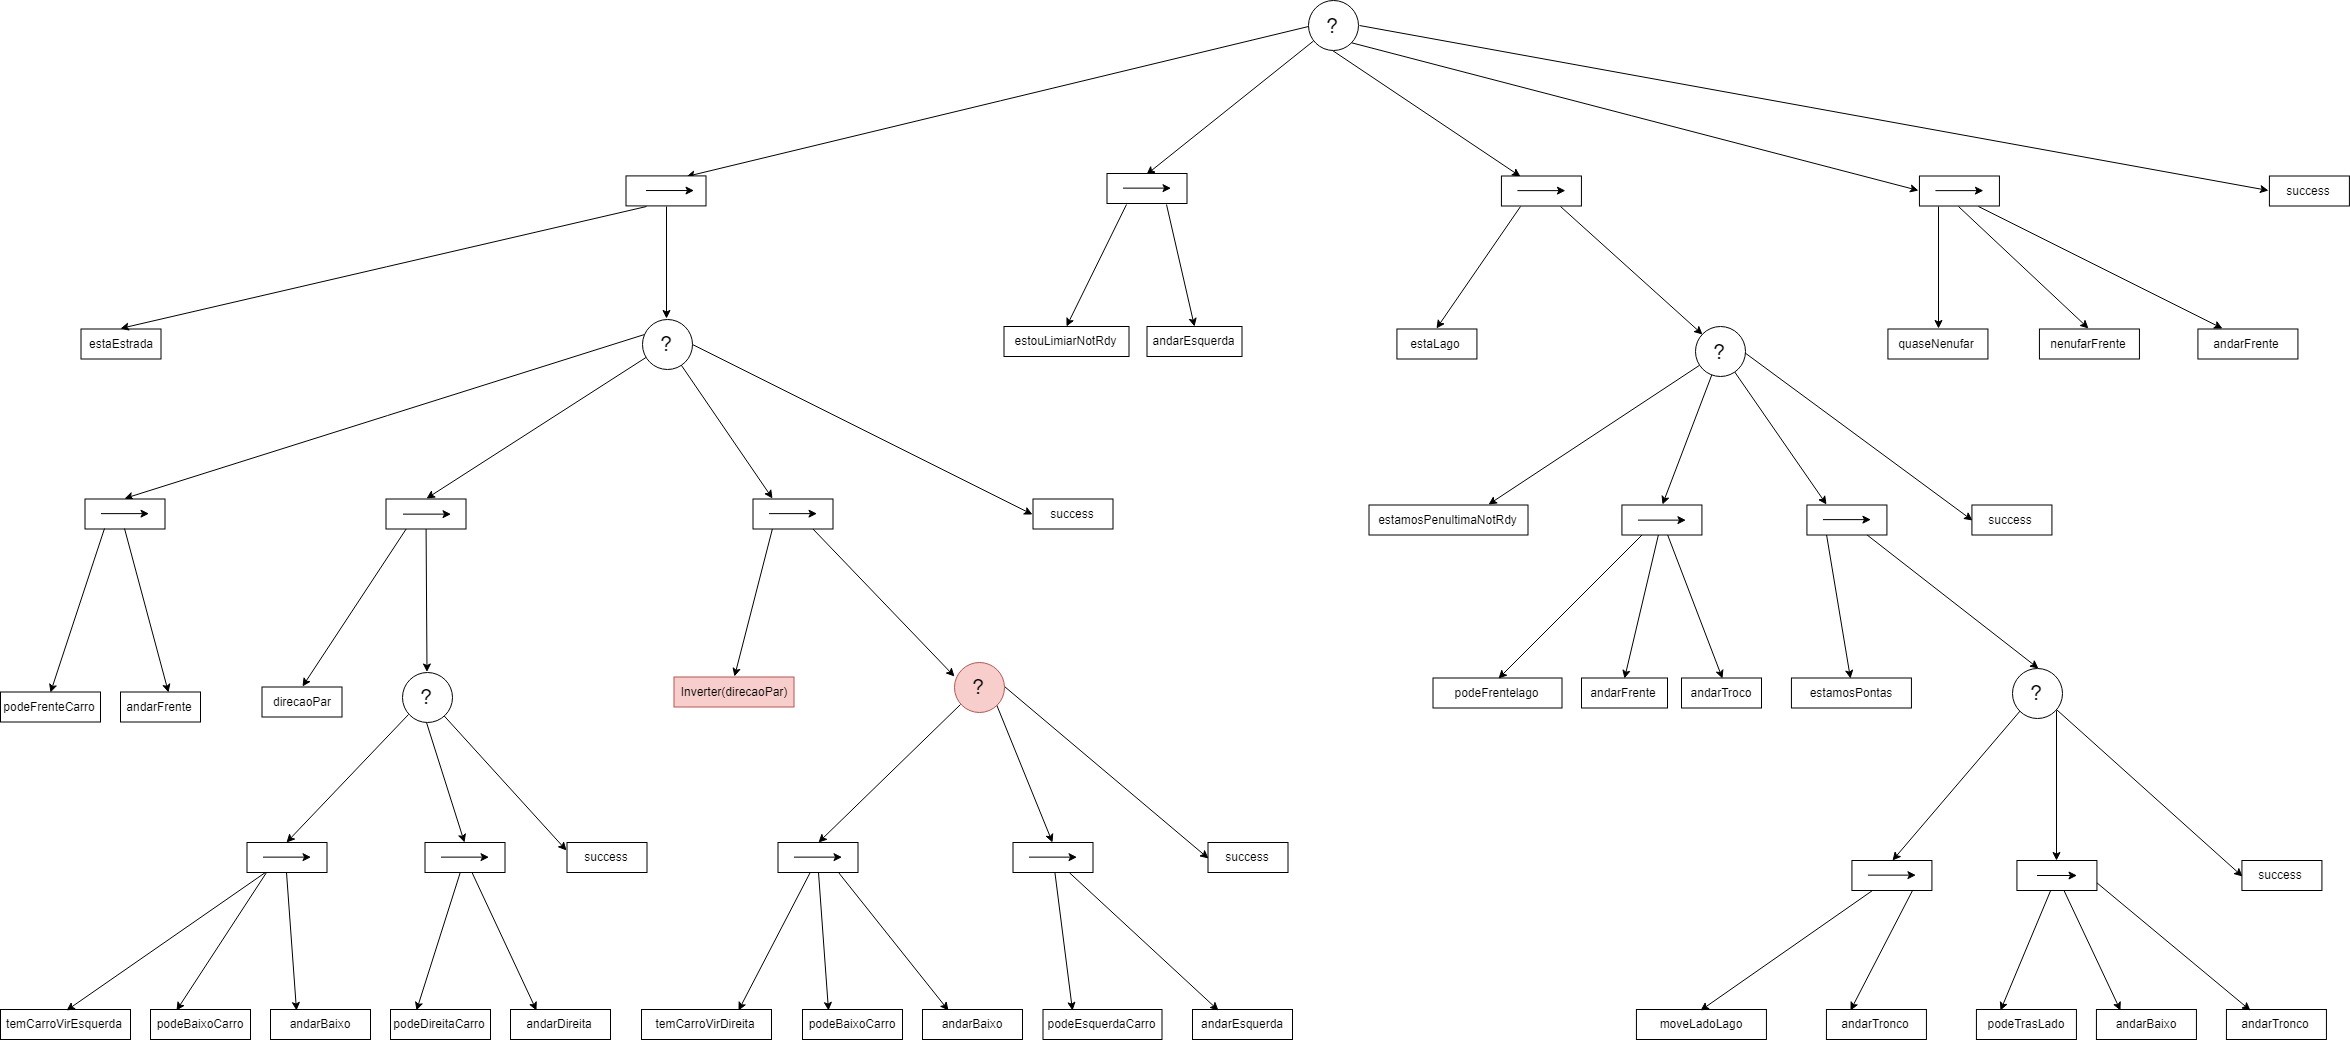 ?
success
estaEstrada
?
estouLimiarNotRdy
andarEsquerda
estaLago
?
quaseNenufar
nenufarFrente
andarFrente
success
estamosPenultimaNotRdy
success
podeFrenteCarro
andarFrente
direcaoPar
?
Inverter(direcaoPar)
?
podeFrentelago
andarFrente
andarTroco
estamosPontas
?
success
success
success
temCarroVirEsquerda
podeBaixoCarro
andarBaixo
podeDireitaCarro
andarDireita
temCarroVirDireita
podeBaixoCarro
andarBaixo
podeEsquerdaCarro
andarEsquerda
moveLadoLago
andarTronco
podeTrasLado
andarBaixo
andarTronco